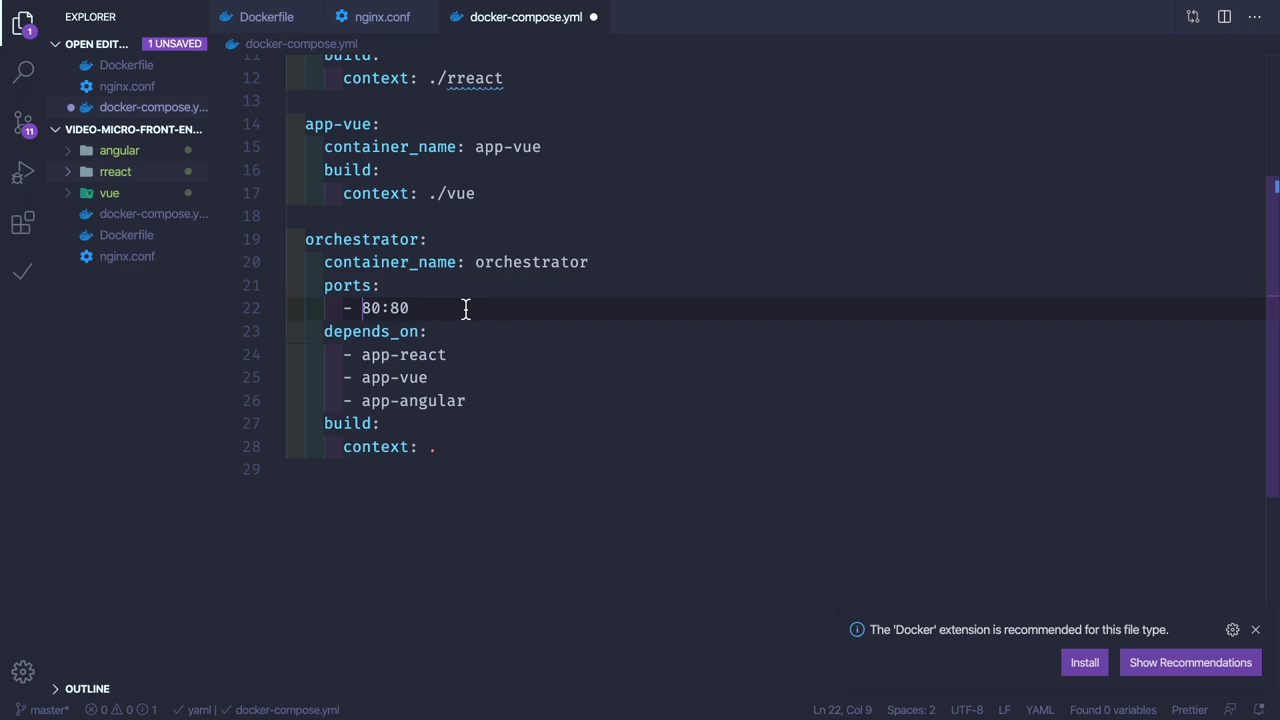 EXPLORER
Dockerfile
nginx.conf
docker-compose.yml
OPEN EDIT...
1 UNSAVED
docker-compose.yml
Dockerfile
nginx.conf
docker-compose.y...
VIDEO-MICRO-FRONT-EN...
angular
rreact
vue
docker-compose.y...
Dockerfile
nginx.conf
1
11
11 build:
12 context: ./rreact
13
14 app-vue:
15 container_name: app-vue
16 build:
17 context: ./vue
18
19 orchestrator:
20 container_name: orchestrator
21 ports:
22 - 80:80
23 depends_on:
24 - app-react
25 - app-vue
26 - app-angular
27 build:
28 context: .
29
The 'Docker' extension is recommended for this file type.
Install
Show Recommendations
OUTLINE
master* 0 0 1 yaml | docker-compose.yml
Ln 22, Col 9 Spaces: 2 UTF-8 LF YAML Found 0 variables Prettier